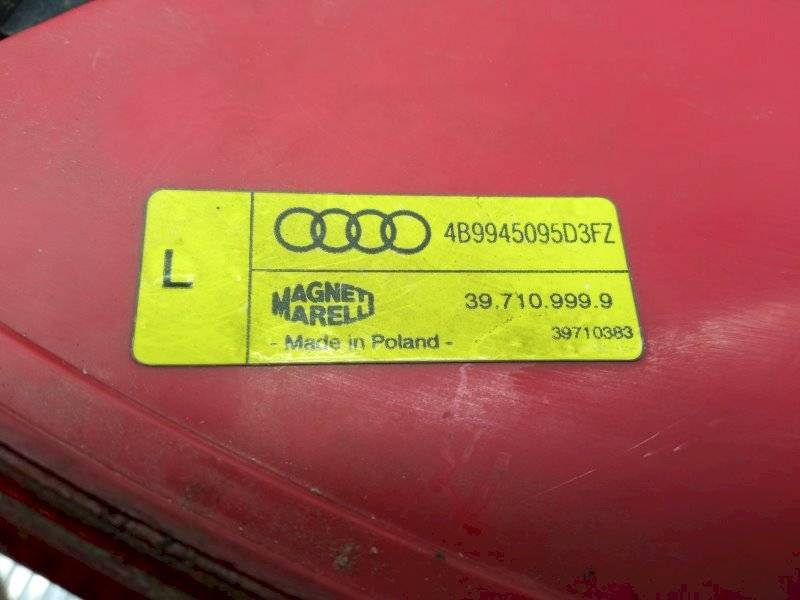 L
4B9945095D3FZ
MAGNETI
MARELLI
39.710.999.9
- Made in Poland -
39710383